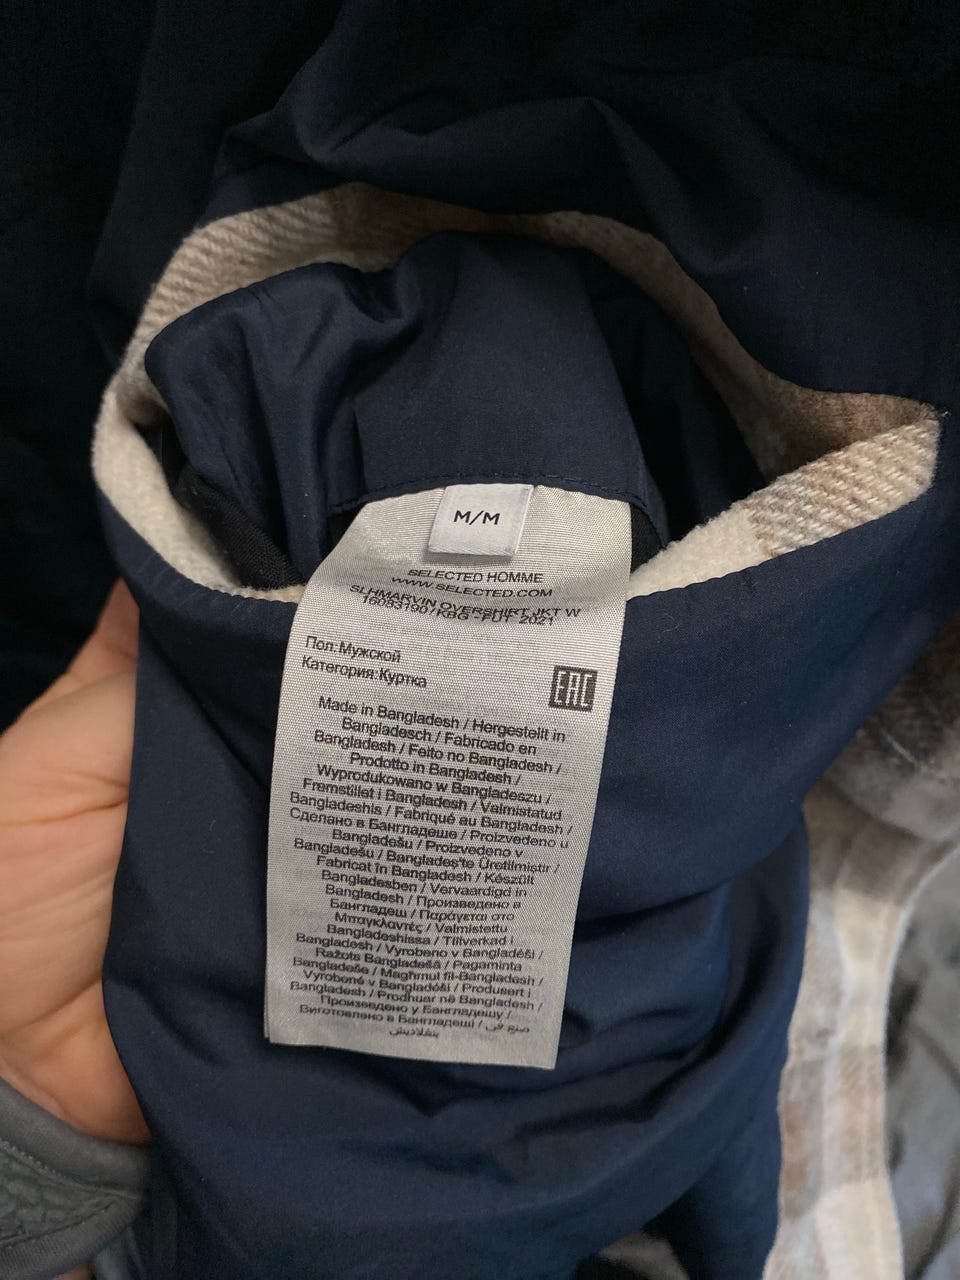 M/M
SELECTED HOMME
WWW.SELECTED.COM
SLHMARVIN OVERSHIRT JKT W
16093190/KBG - FUT 2021
Пол: Мужской
Категория: Куртка
EAC
Made in Bangladesh / Hergestellt in
Bangladesch / Fabricado en
Bangladesh / Feito no Bangladesh /
Prodotto in Bangladesh /
Wyprodukowano w Bangladeszu /
Fremstillet i Bangladesh / Valmistatud
Bangladeshis / Fabriqué au Bangladesh /
Сделано в Бангладеше / Proizvedeno u
Bangladešu / Proizvedeno v
Bangladešu / Banglades'te Üretilmiştir /
Fabricat în Bangladesh / Készült
Bangladesben / Vervaardigd in
Bangladesh / Произведено в
Бангладеш / Παράγεται στο
Μπαγκλαντές / Valmistettu
Bangladeshissa / Tillverkad i
Bangladesh / Vyrobeno v Bangladéši /
Ražots Bangladešā / Pagaminta
Bangladeše / Magħmul fil-Bangladesh /
Vyrobené v Bangladéši / Produsert i
Bangladesh / Prodhuar në Bangladesh /
Произведено у Бангладешу /
Виготовлено в Бангладеші / صنع في
بنغلاديش